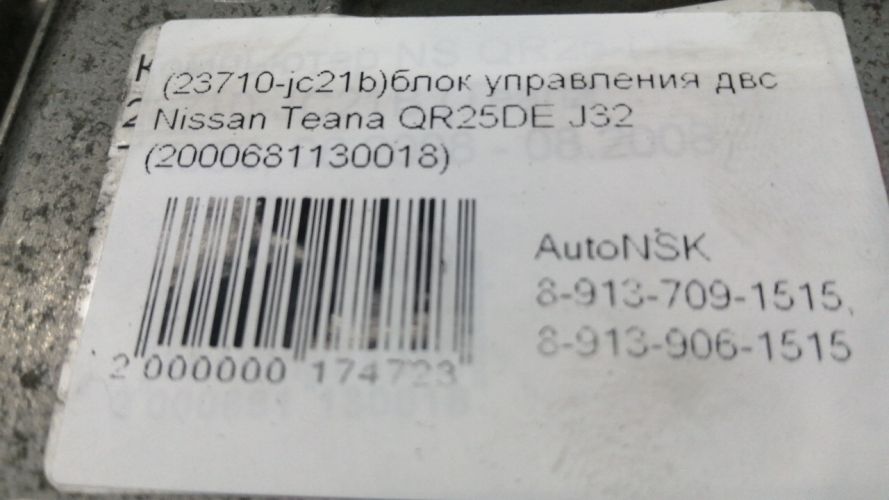 (23710-jc21b)блок управления двс
Nissan Teana QR25DE J32
(2000681130018)
AutoNSK
8-913-709-1515,
8-913-906-1515
2 000000 174723